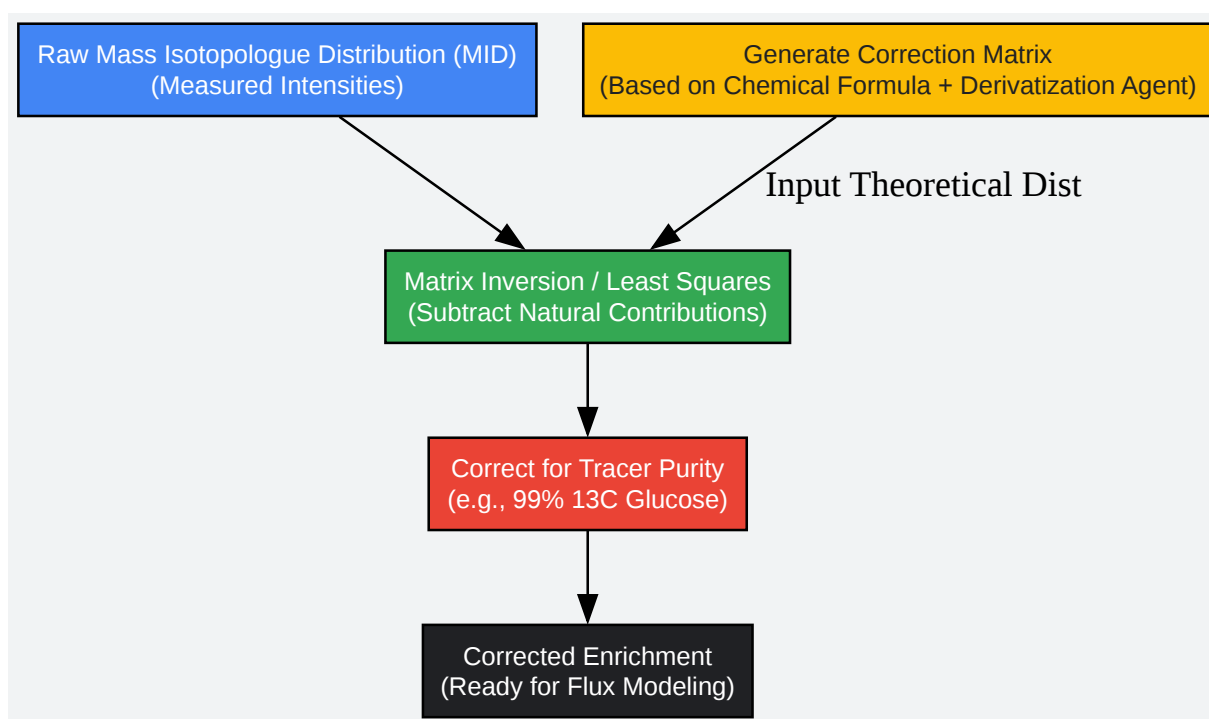 Raw Mass Isotopologue Distribution (MID)
(Measured Intensities)
Generate Correction Matrix
(Based on Chemical Formula + Derivatization Agent)
Input Theoretical Dist
Matrix Inversion / Least Squares
(Subtract Natural Contributions)
Correct for Tracer Purity
(e.g., 99% 13C Glucose)
Corrected Enrichment
(Ready for Flux Modeling)